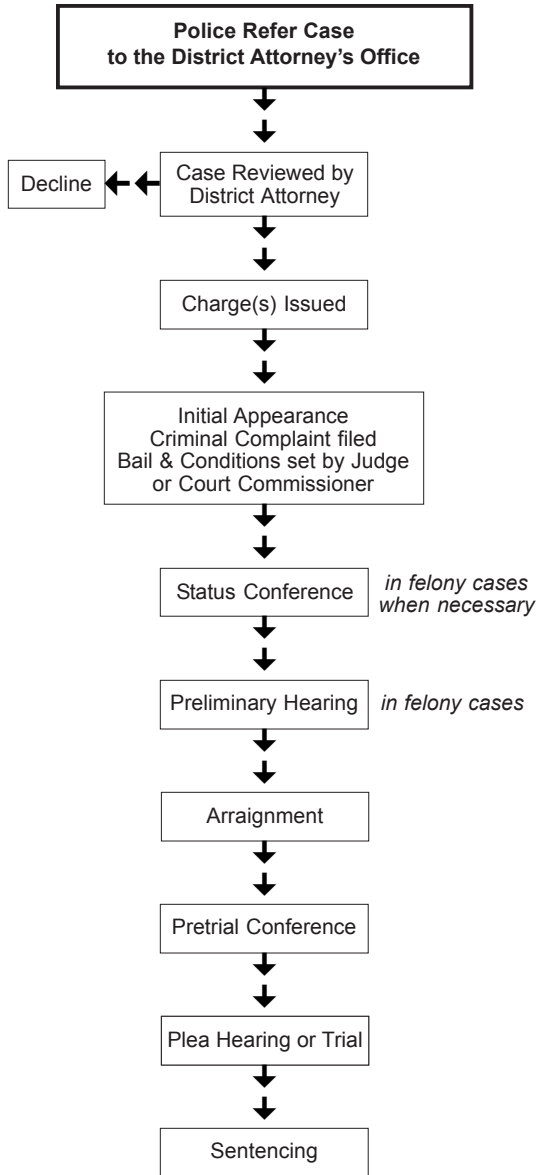 Police Refer Case
to the District Attorney’s Office
Decline
Case Reviewed by
District Attorney
Charge(s) Issued
Initial Appearance
Criminal Complaint filed
Bail & Conditions set by Judge
or Court Commissioner
Status Conference
in felony cases
when necessary
Preliminary Hearing
in felony cases
Arraignment
Pretrial Conference
Plea Hearing or Trial
Sentencing